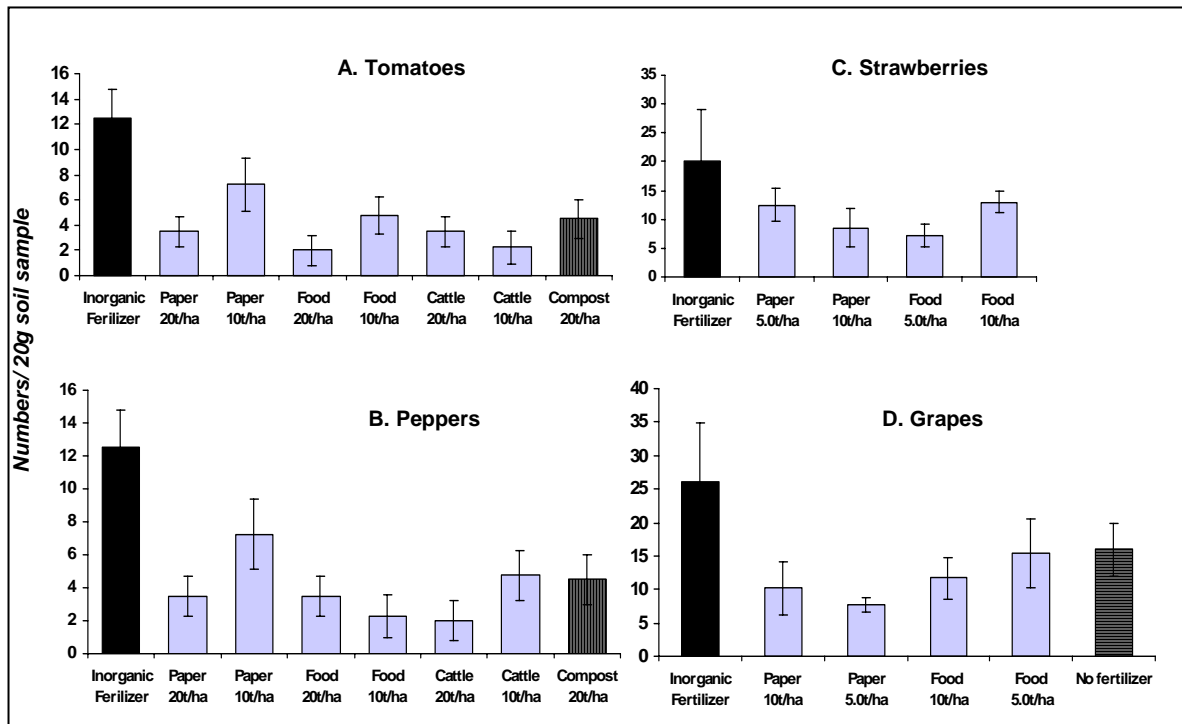 Numbers/ 20g soil sample
A. Tomatoes
16
14
12
10
8
6
4
2
0
Inorganic Paper Paper Food Food Cattle Cattle Compost
Ferilizer 20t/ha 10t/ha 20t/ha 10t/ha 20t/ha 10t/ha 20t/ha
C. Strawberries
35
30
25
20
15
10
5
0
Inorganic Paper Paper Food Food
Fertilizer 5.0t/ha 10t/ha 5.0t/ha 10t/ha
B. Peppers
16
14
12
10
8
6
4
2
0
Inorganic Paper Paper Food Food Cattle Cattle Compost
Ferilizer 20t/ha 10t/ha 20t/ha 10t/ha 20t/ha 10t/ha 20t/ha
D. Grapes
40
35
30
25
20
15
10
5
0
Inorganic Paper Paper Food Food No fertilizer
Fertilizer 10t/ha 5.0t/ha 10t/ha 5.0t/ha